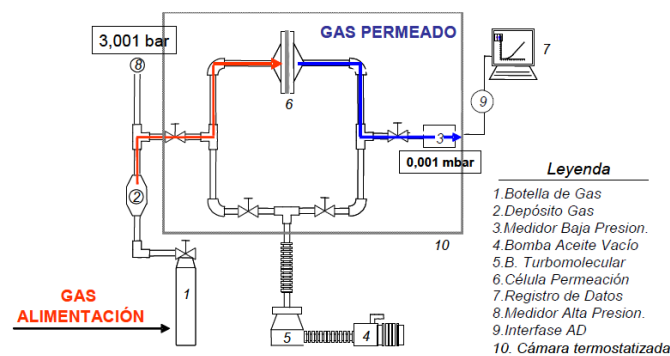 3,001 bar
GAS PERMEADO
8
6
7
9
3
0,001 mbar
2
10
1
GAS
ALIMENTACIÓN
5
4
Leyenda
1.Botella de Gas
2.Depósito Gas
3.Medidor Baja Presion.
4.Bomba Aceite Vacío
5.B. Turbomolecular
6.Célula Permeación
7.Registro de Datos
8.Medidor Alta Presion.
9.Interfase AD
10. Cámara termostatizada